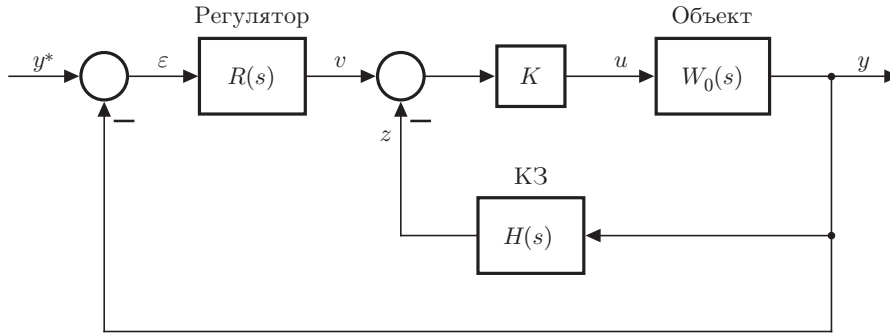 Регулятор
Объект
y*
ε
R(s)
v
K
u
W₀(s)
y
z
КЗ
H(s)